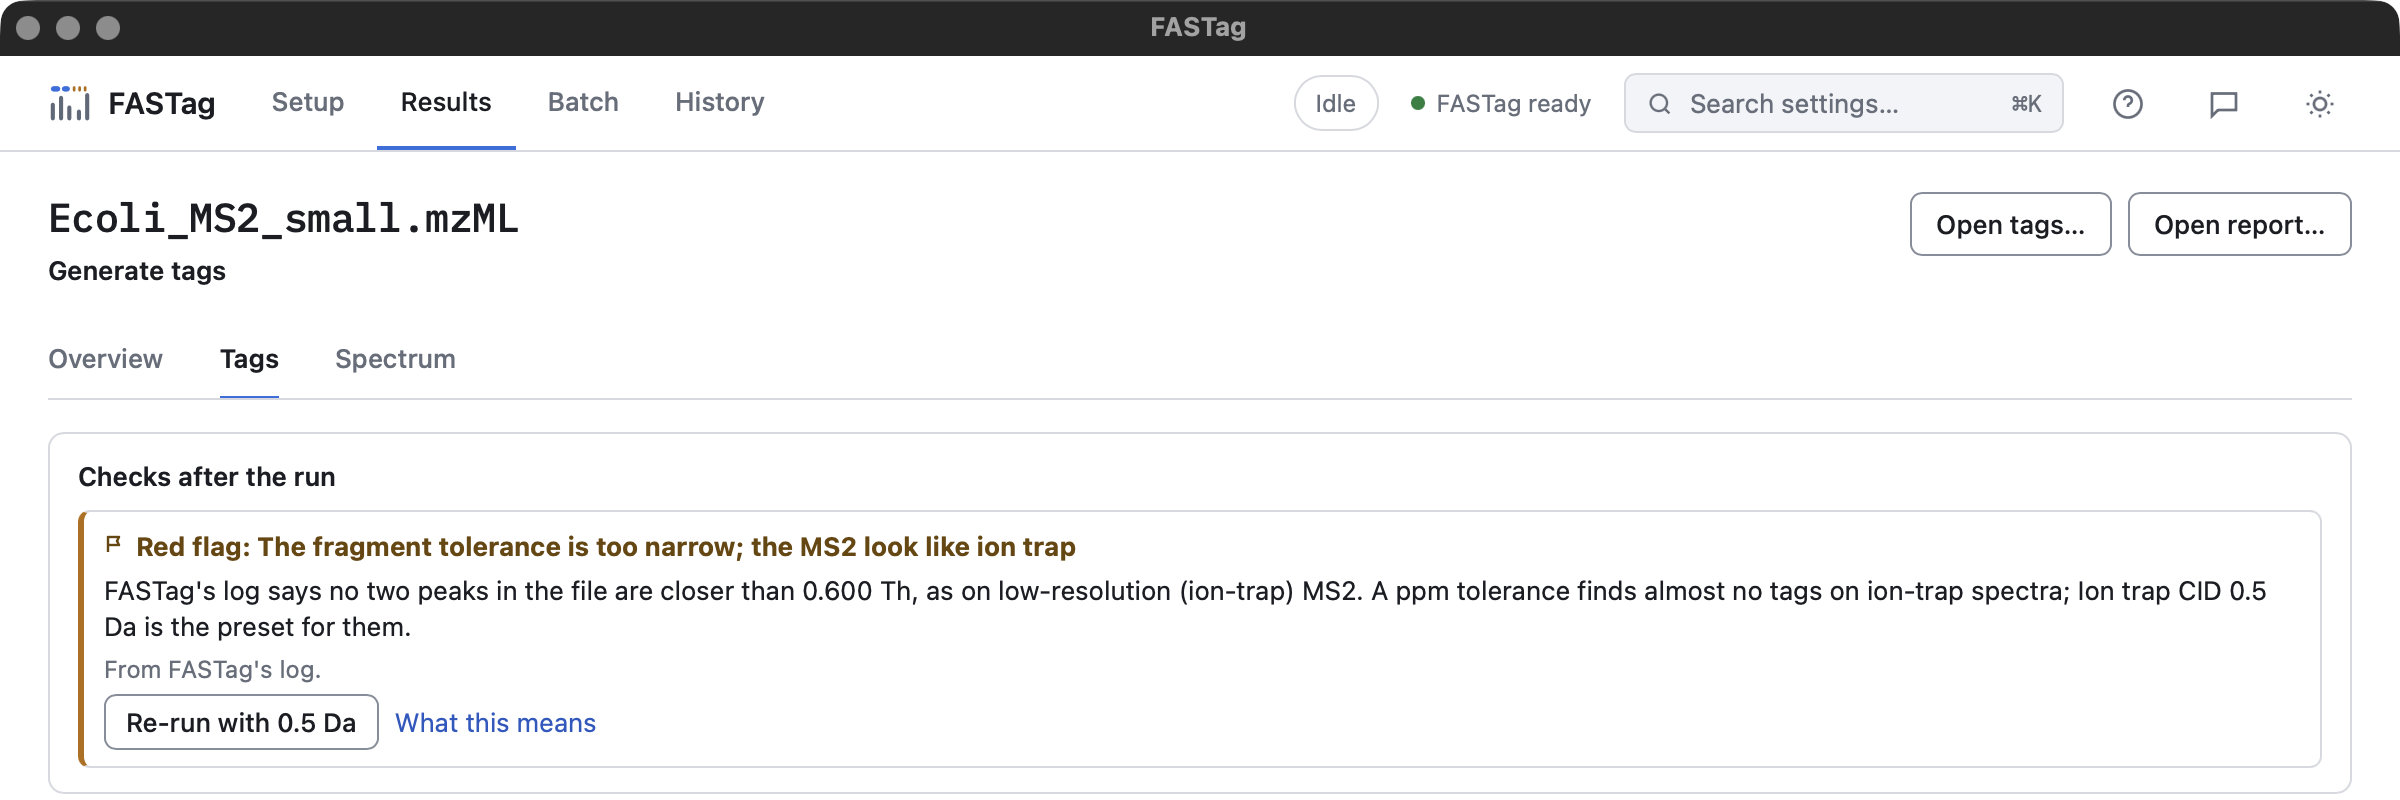 FASTag
FASTag
Setup
Results
Batch
History
Idle
FASTag ready
Search settings...
⌘K
Ecoli_MS2_small.mzML
Open tags...
Open report...
Generate tags
Overview
Tags
Spectrum
Checks after the run
Red flag: The fragment tolerance is too narrow; the MS2 look like ion trap
FASTag's log says no two peaks in the file are closer than 0.600 Th, as on low-resolution (ion-trap) MS2. A ppm tolerance finds almost no tags on ion-trap spectra; Ion trap CID 0.5
Da is the preset for them.
From FASTag's log.
Re-run with 0.5 Da
What this means